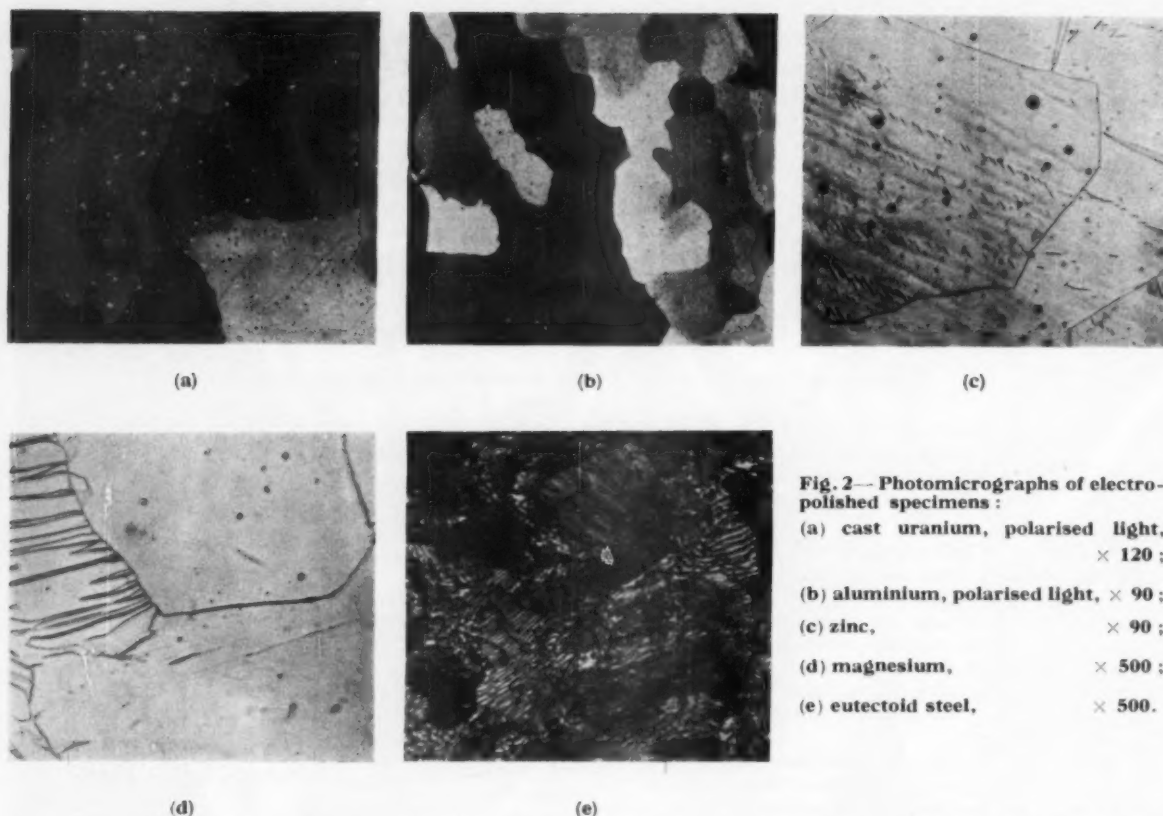 (a)
(b)
(c)
(d)
(e)
Fig. 2— Photomicrographs of electro-
polished specimens :
(a) cast uranium, polarised light,
× 120 ;
(b) aluminium, polarised light, × 90 ;
(c) zinc, × 90 ;
(d) magnesium, × 500 ;
(e) eutectoid steel, × 500.